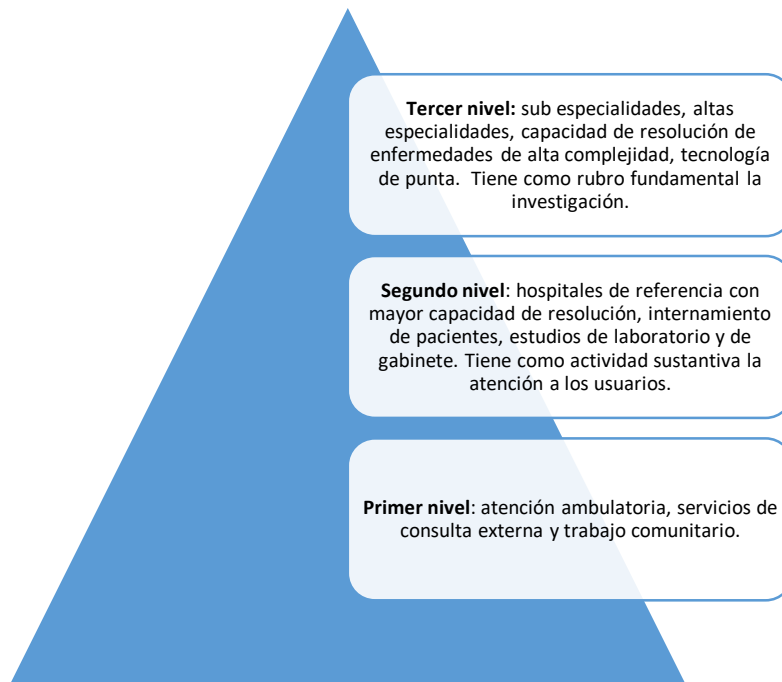 Tercer nivel: sub especialidades, altas
especialidades, capacidad de resolución de
enfermedades de alta complejidad, tecnología
de punta.  Tiene como rubro fundamental la
investigación.
Segundo nivel: hospitales de referencia con
mayor capacidad de resolución, internamiento
de pacientes, estudios de laboratorio y de
gabinete. Tiene como actividad sustantiva la
atención a los usuarios.
Primer nivel: atención ambulatoria, servicios de
consulta externa y trabajo comunitario.